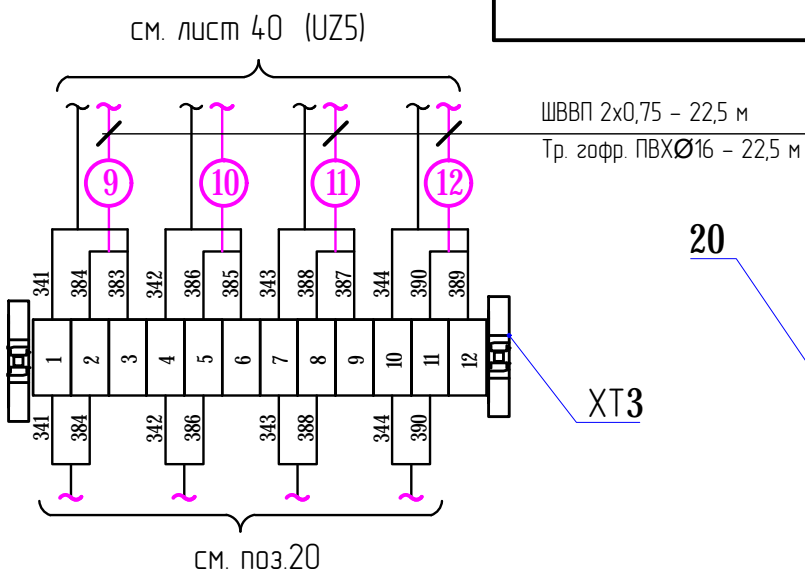 см. лист 40 (UZ5)
ШВВП 2х0,75 - 22,5 м
Тр. гофр. ПВХØ16 - 22,5 м
9 10 11 12
20
341 384 383 342 386 385 343 388 387 344 390 389
1 2 3 4 5 6 7 8 9 10 11 12
ХТ3
341 384 342 386 343 388 344 390
см. поз.20